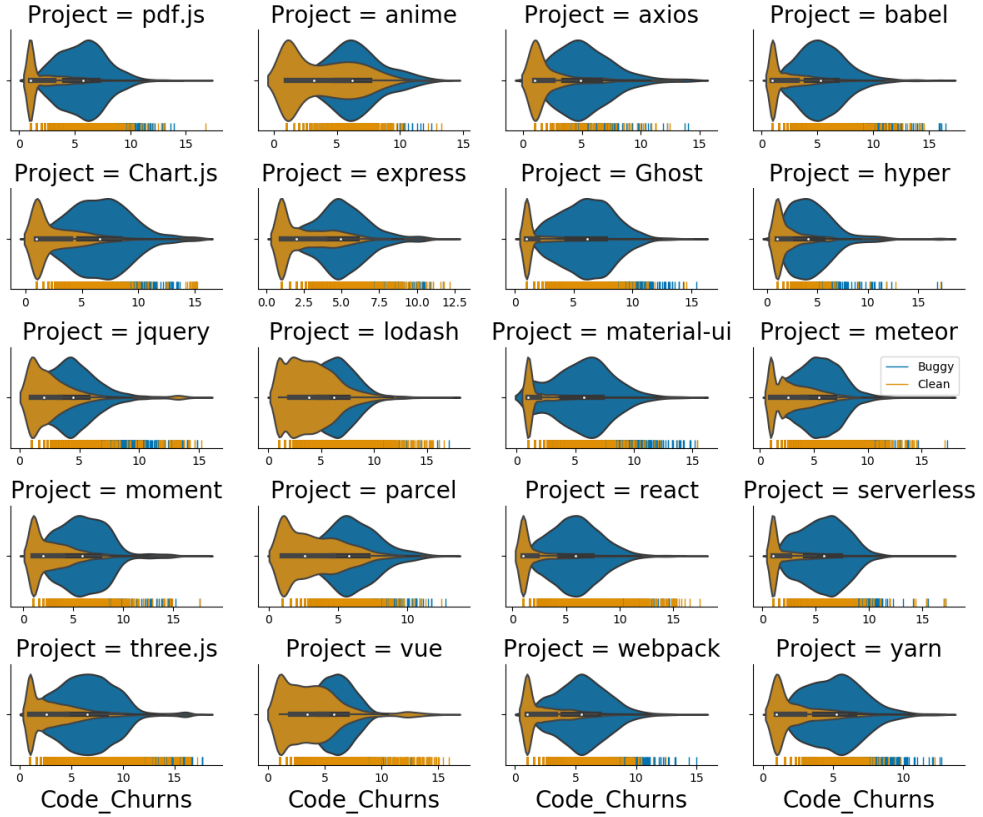 Project = pdf.js Project = anime Project = axios Project = babel
0 5 10 15 0 5 10 15 0 5 10 15 0 5 10 15
Project = Chart.js Project = express Project = Ghost Project = hyper
0 5 10 15 0.0 2.5 5.0 7.5 10.0 12.5 0 5 10 15 0 5 10 15
Project = jquery Project = lodash Project = material-ui Project = meteor
Buggy
Clean
0 5 10 15 0 5 10 15 0 5 10 15 0 5 10 15
Project = moment Project = parcel Project = react Project = serverless
0 5 10 15 0 5 10 0 5 10 15 0 5 10 15
Project = three.js Project = vue Project = webpack Project = yarn
0 5 10 15 0 5 10 15 0 5 10 15 0 5 10
Code_Churns Code_Churns Code_Churns Code_Churns